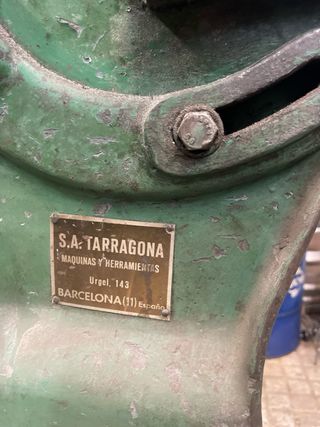 S.A. TARRAGONA
MAQUINAS Y HERRAMIENTAS
Urgel, 143
BARCELONA (11) España